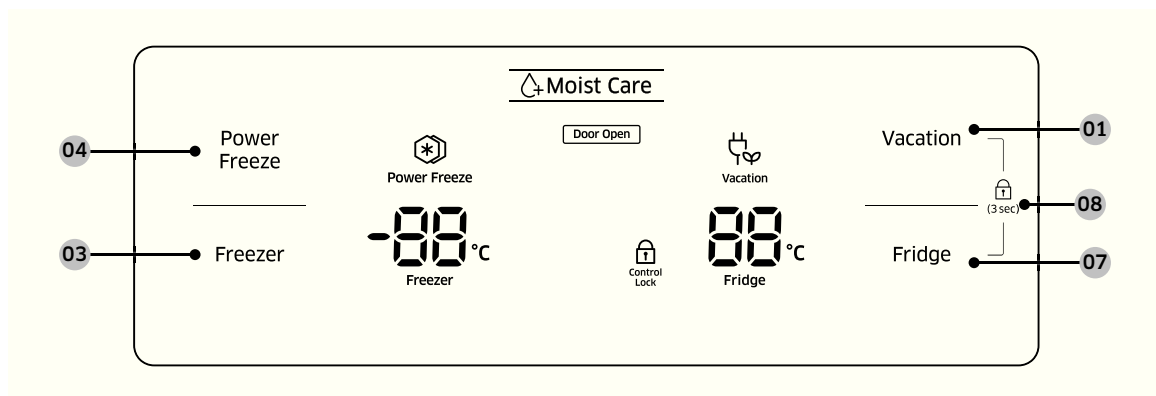 Moist Care
Door Open
04
Power
Freeze
Power Freeze
Vacation
Vacation
01
(3 sec)
08
03
Freezer
-88 °C
Freezer
Control
Lock
88 °C
Fridge
Fridge
07